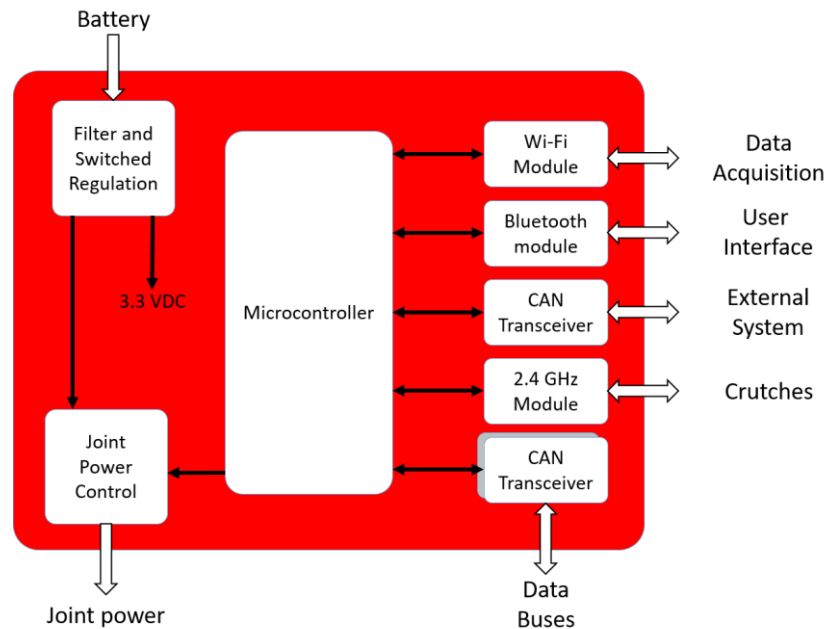 Battery
Filter and
Switched
Regulation
3.3 VDC
Joint
Power
Control
Joint power
Microcontroller
Wi-Fi
Module
Bluetooth
module
CAN
Transceiver
2.4 GHz
Module
CAN
Transceiver
Data
Acquisition
User
Interface
External
System
Crutches
Data
Buses